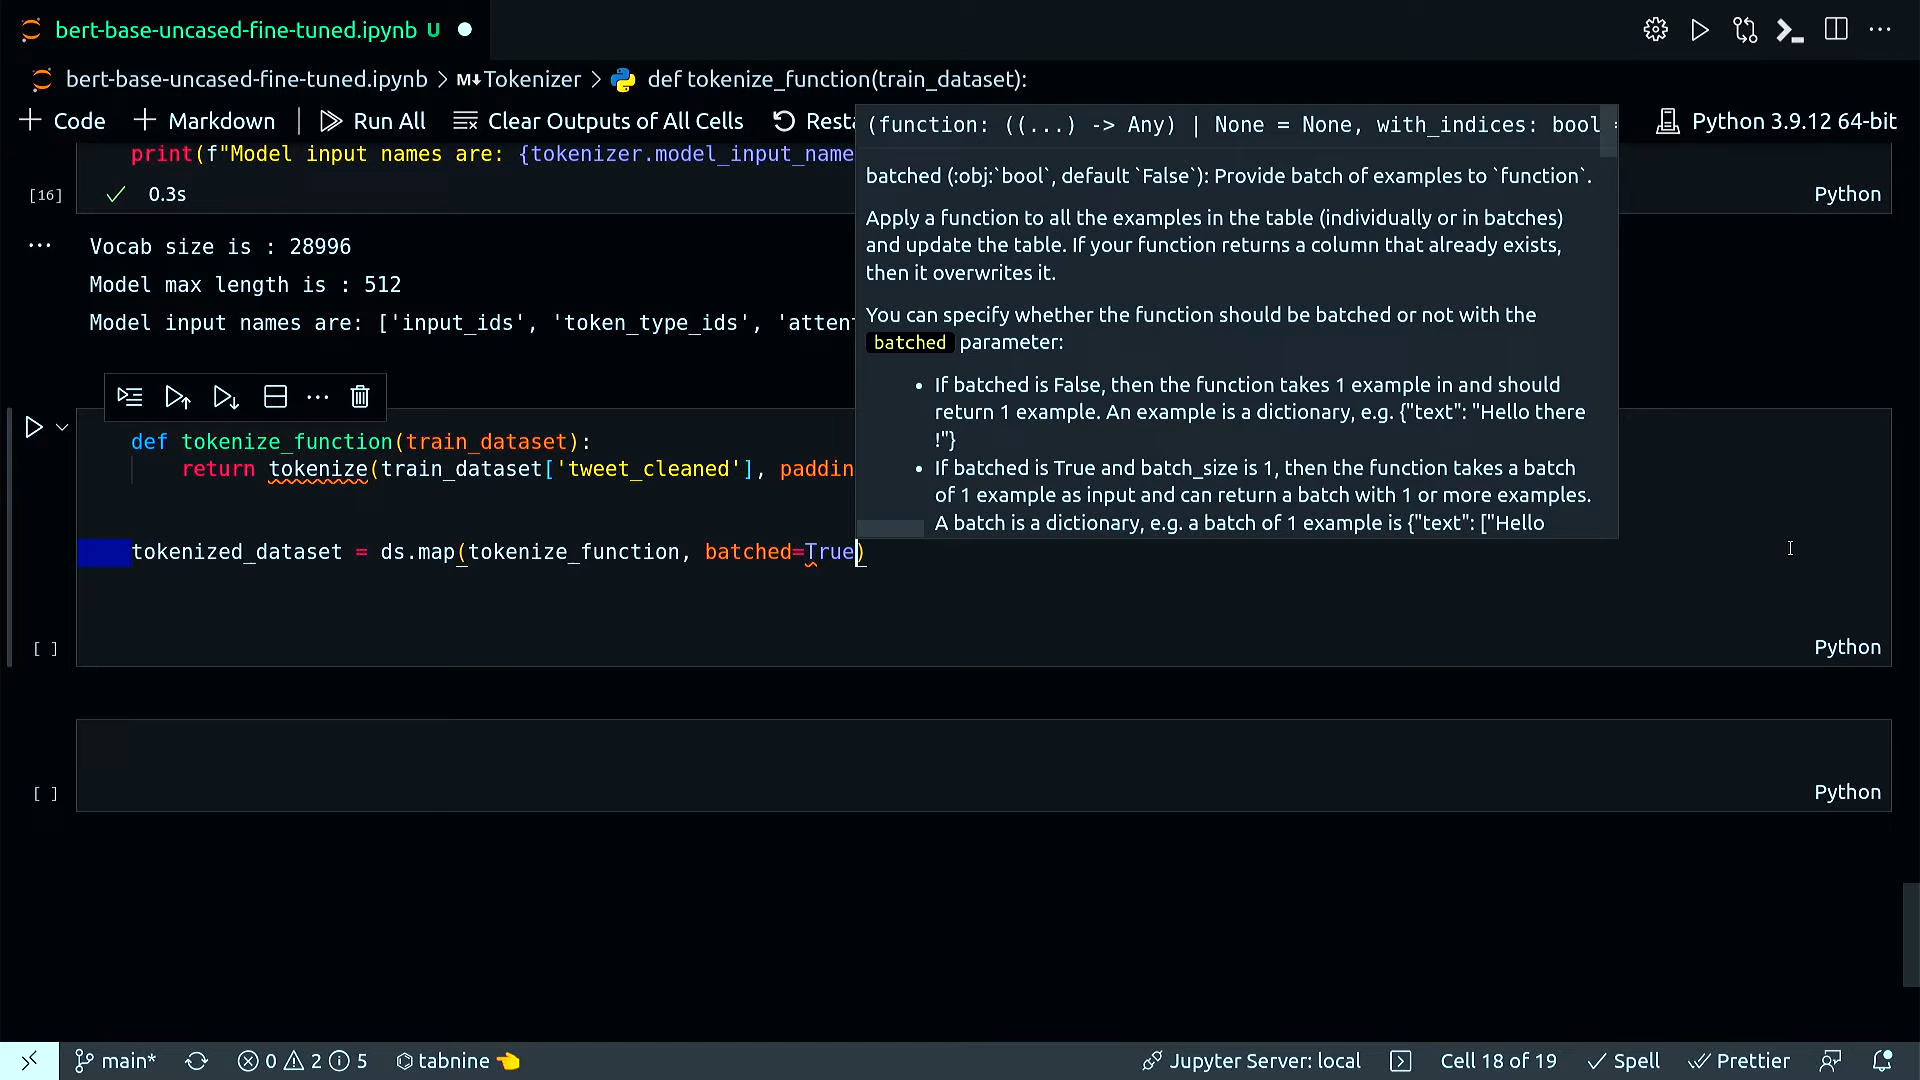 bert-base-uncased-fine-tuned.ipynb U
bert-base-uncased-fine-tuned.ipynb > M↓Tokenizer > def tokenize_function(train_dataset):
+ Code + Markdown | Run All Clear Outputs of All Cells Resta
Python 3.9.12 64-bit
print(f"Model input names are: {tokenizer.model_input_name
[16] 0.3s
Python
Vocab size is : 28996
Model max length is : 512
Model input names are: ['input_ids', 'token_type_ids', 'atten
(function: ((...) -> Any) | None = None, with_indices: bool =
batched (:obj:`bool`, default `False`): Provide batch of examples to `function`.
Apply a function to all the examples in the table (individually or in batches)
and update the table. If your function returns a column that already exists,
then it overwrites it.
You can specify whether the function should be batched or not with the
batched parameter:
• If batched is False, then the function takes 1 example in and should
return 1 example. An example is a dictionary, e.g. {"text": "Hello there
!"}
• If batched is True and batch_size is 1, then the function takes a batch
of 1 example as input and can return a batch with 1 or more examples.
A batch is a dictionary, e.g. a batch of 1 example is {"text": ["Hello
def tokenize_function(train_dataset):
return tokenize(train_dataset['tweet_cleaned'], paddin
tokenized_dataset = ds.map(tokenize_function, batched=True)
[ ]
Python
[ ]
Python
main* 0 2 5 tabnine
Jupyter Server: local Cell 18 of 19 Spell Prettier